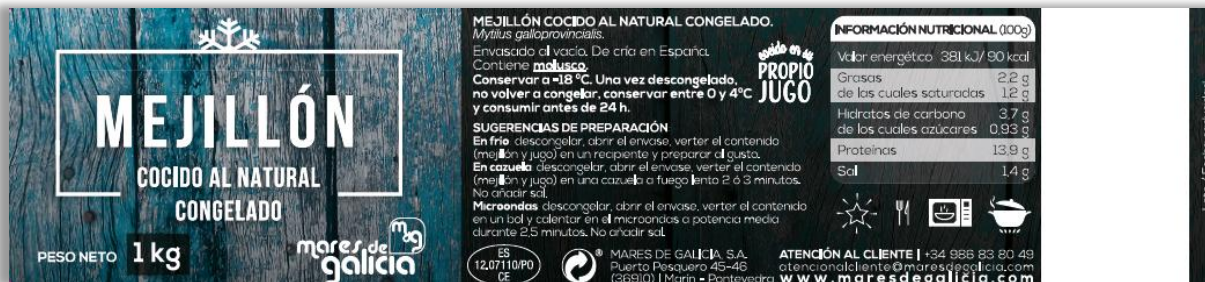 MEJILLÓN
COCIDO AL NATURAL
CONGELADO
PESO NETO 1 kg
mares de
galicia
mg
MEJILLÓN COCIDO AL NATURAL CONGELADO.
Mytilus galloprovincialis.
Envasado al vacío. De cría en España.
Contiene molusco.
Conservar a -18 ºC. Una vez descongelado,
no volver a congelar, conservar entre 0 y 4ºC
y consumir antes de 24 h.
cocido en su
PROPIO
JUGO
SUGERENCIAS DE PREPARACIÓN
En frío descongelar, abrir el envase, verter el contenido
(mejillón y jugo) en un recipiente y preparar al gusto.
En cazuela descongelar, abrir el envase, verter el contenido
(mejillón y jugo) en una cazuela a fuego lento 2 ó 3 minutos.
No añadir sal.
Microondas descongelar, abrir el envase, verter el contenido
en un bol y calentar en el microondas a potencia media
durante 2,5 minutos. No añadir sal.
ES
12.07110/PO
CE
® MARES DE GALICIA, S.A.
Puerto Pesquero 45-46
(36910) | Marín - Pontevedra
INFORMACIÓN NUTRICIONAL (100g)
Valor energético 381 kJ/ 90 kcal
Grasas 2,2 g
de las cuales saturadas 1,2 g
Hidratos de carbono 3,7 g
de los cuales azúcares 0,93 g
Proteínas 13,9 g
Sal 1,4 g
ATENCIÓN AL CLIENTE | +34 986 83 80 49
atencionalcliente@maresdegalicia.com
www.maresdegalicia.com